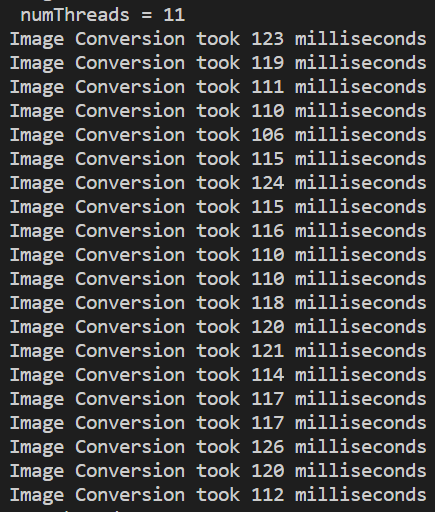 numThreads = 11
Image Conversion took 123 milliseconds
Image Conversion took 119 milliseconds
Image Conversion took 111 milliseconds
Image Conversion took 110 milliseconds
Image Conversion took 106 milliseconds
Image Conversion took 115 milliseconds
Image Conversion took 124 milliseconds
Image Conversion took 115 milliseconds
Image Conversion took 116 milliseconds
Image Conversion took 110 milliseconds
Image Conversion took 110 milliseconds
Image Conversion took 118 milliseconds
Image Conversion took 120 milliseconds
Image Conversion took 121 milliseconds
Image Conversion took 114 milliseconds
Image Conversion took 117 milliseconds
Image Conversion took 117 milliseconds
Image Conversion took 126 milliseconds
Image Conversion took 120 milliseconds
Image Conversion took 112 milliseconds